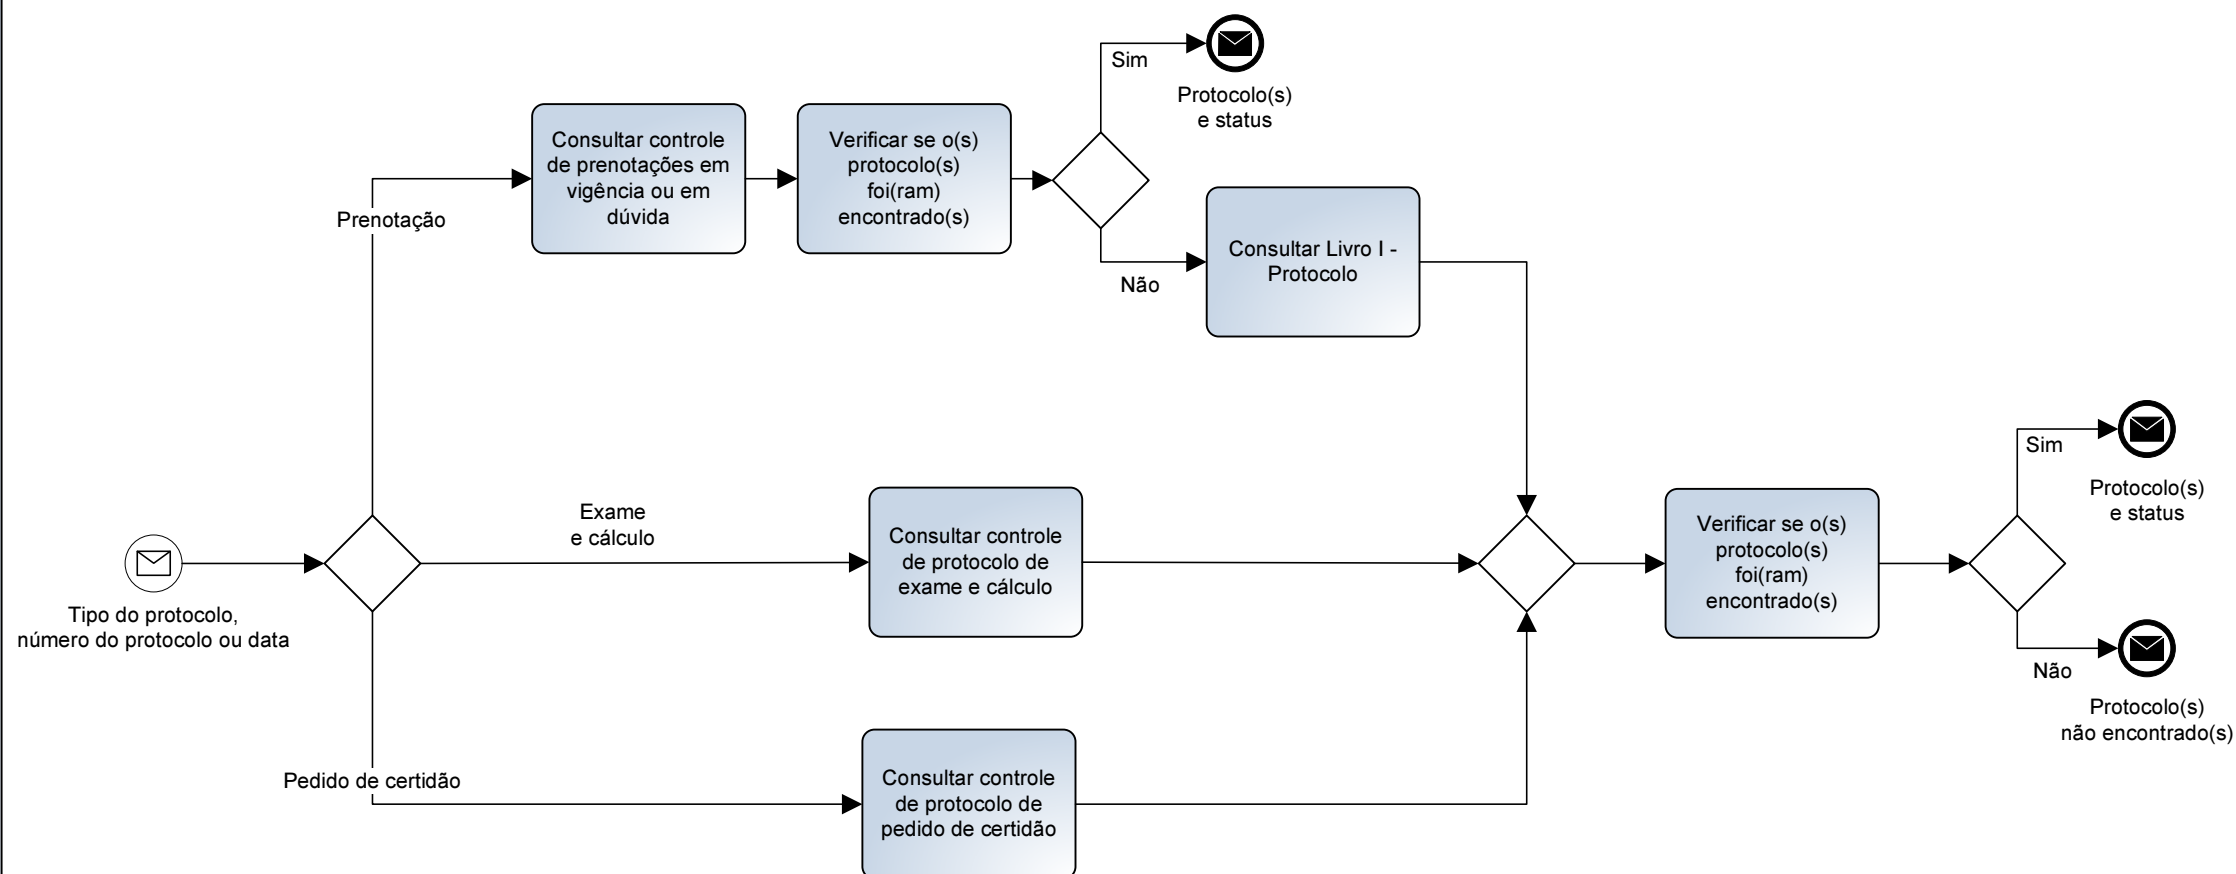 Sim
Protocolo(s)
e status
Consultar controle
de prenotações em
vigência ou em
dúvida
Verificar se o(s)
protocolo(s)
foi(ram)
encontrado(s)
Prenotação
Consultar Livro I -
Protocolo
Não
Exame
e cálculo
Consultar controle
de protocolo de
exame e cálculo
Verificar se o(s)
protocolo(s)
foi(ram)
encontrado(s)
Sim
Protocolo(s)
e status
Tipo do protocolo,
número do protocolo ou data
Não
Protocolo(s)
não encontrado(s)
Pedido de certidão
Consultar controle
de protocolo de
pedido de certidão